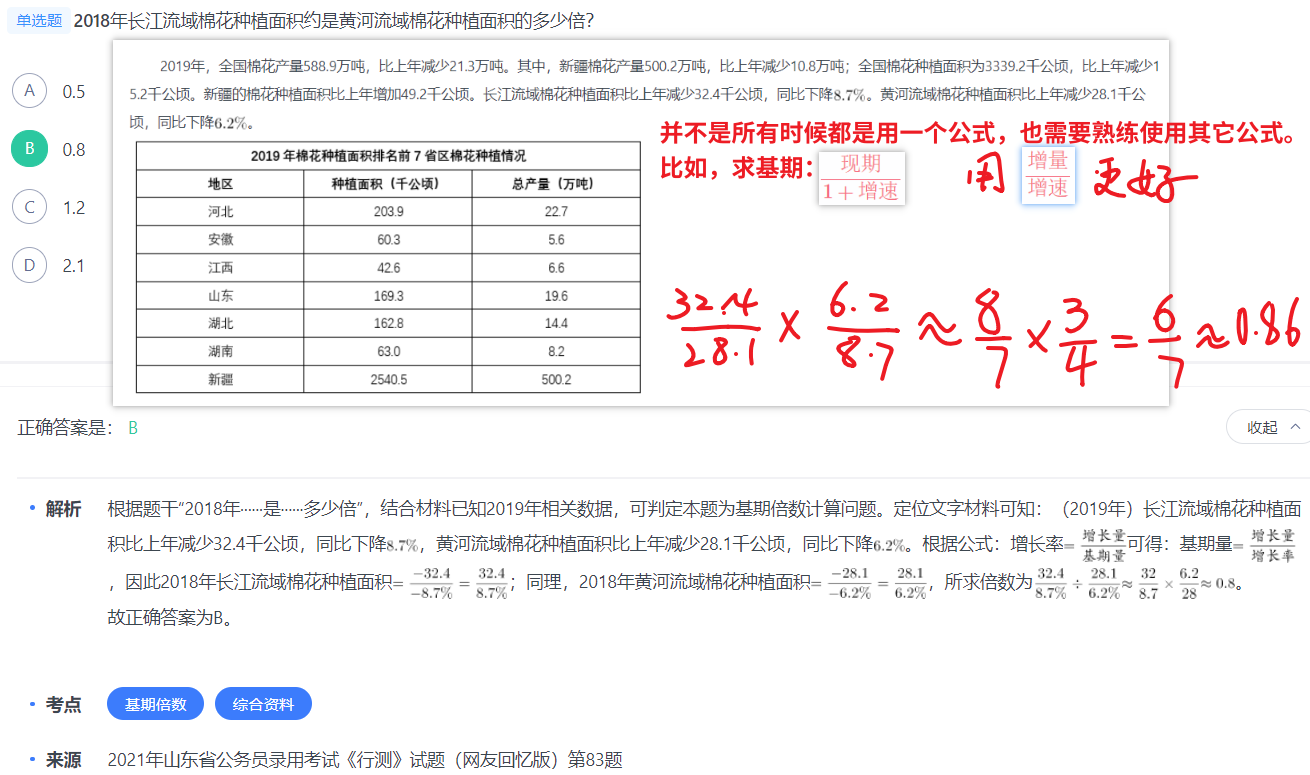 单选题 2018年长江流域棉花种植面积约是黄河流域棉花种植面积的多少倍?
A 0.5
B 0.8
C 1.2
D 2.1
2019年，全国棉花产量588.9万吨，比上年减少21.3万吨。其中，新疆棉花产量500.2万吨，比上年减少10.8万吨；全国棉花种植面积为3339.2千公顷，比上年减少1
5.2千公顷。新疆的棉花种植面积比上年增加49.2千公顷。长江流域棉花种植面积比上年减少32.4千公顷，同比下降8.7%。黄河流域棉花种植面积比上年减少28.1千公
顷，同比下降6.2%。
2019 年棉花种植面积排名前 7 省区棉花种植情况
地区 种植面积（千公顷） 总产量（万吨）
河北 203.9 22.7
安徽 60.3 5.6
江西 42.6 6.6
山东 169.3 19.6
湖北 162.8 14.4
湖南 63.0 8.2
新疆 2540.5 500.2
并不是所有时候都是用一个公式，也需要熟练使用其它公式。
比如，求基期：现期/(1+增速) 用 增量/增速 更好
32.4/28.1 × 6.2/8.7 ≈ 8/7 × 3/4 = 6/7 ≈ 0.86
正确答案是： B
收起
解析 根据题干“2018年……是……多少倍”，结合材料已知2019年相关数据，可判定本题为基期倍数计算问题。定位文字材料可知：（2019年）长江流域棉花种植面
积比上年减少32.4千公顷，同比下降8.7%，黄河流域棉花种植面积比上年减少28.1千公顷，同比下降6.2%。根据公式：增长率=增长量/基期量可得：基期量=增长量/增长率
，因此2018年长江流域棉花种植面积=-32.4/-8.7%=32.4/8.7%；同理，2018年黄河流域棉花种植面积=-28.1/-6.2%=28.1/6.2%，所求倍数为32.4/8.7%÷28.1/6.2%≈32/8.7×6.2/28≈0.8。
故正确答案为B。
考点 基期倍数 综合资料
来源 2021年山东省公务员录用考试《行测》试题（网友回忆版）第83题